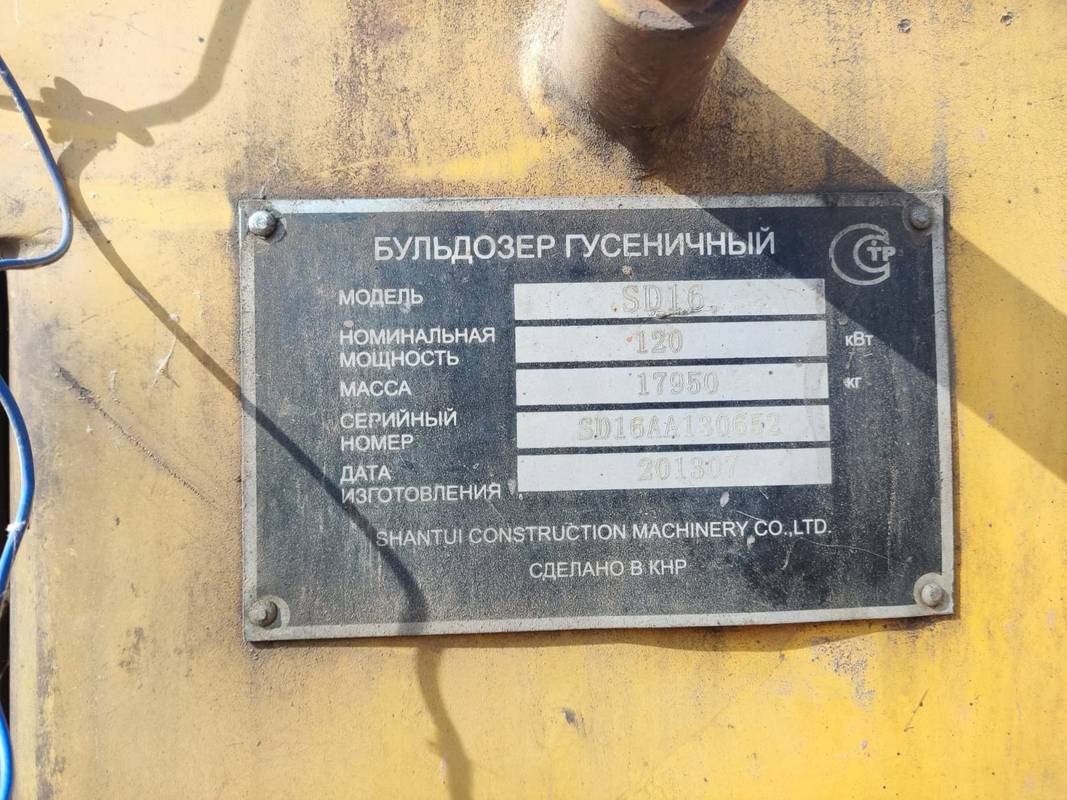 БУЛЬДОЗЕР ГУСЕНИЧНЫЙ
СТР
МОДЕЛЬ SD16
НОМИНАЛЬНАЯ
МОЩНОСТЬ 120 кВт
МАССА 17950 кг
СЕРИЙНЫЙ
НОМЕР SD16AA130652
ДАТА
ИЗГОТОВЛЕНИЯ 201307
SHANTUI CONSTRUCTION MACHINERY CO.,LTD.
СДЕЛАНО В КНР